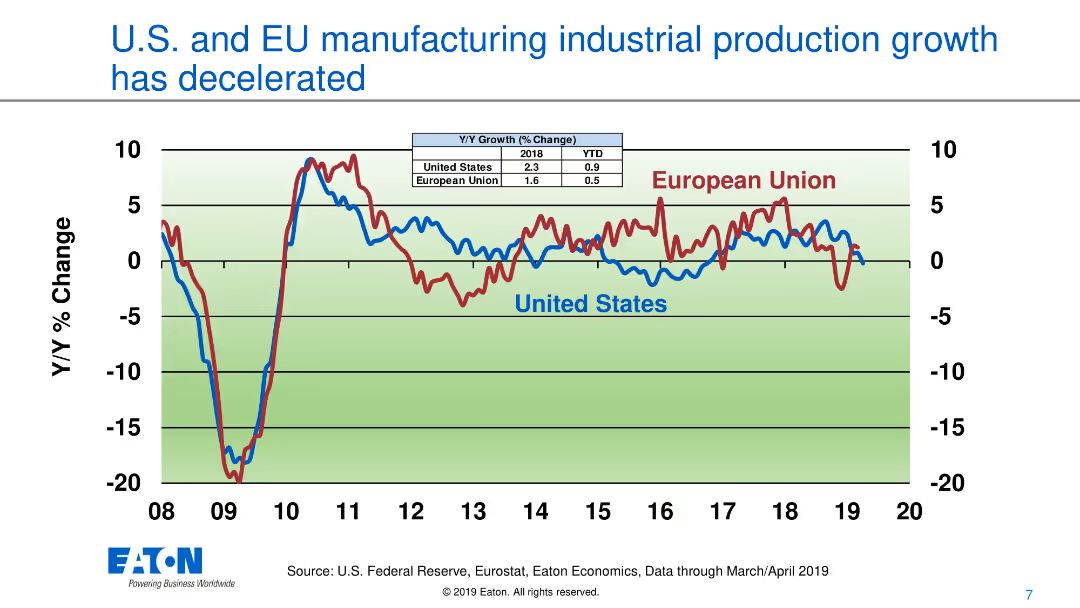 U.S. and EU manufacturing industrial production growth
has decelerated
Y/Y Growth (% Change)
2018 YTD
United States 2.3 0.9
European Union 1.6 0.5
10 10
European Union
5 5
Y/Y % Change
0 0
United States
-5 -5
-10 -10
-15 -15
-20 -20
08 09 10 11 12 13 14 15 16 17 18 19 20
EATON
Powering Business Worldwide
Source: U.S. Federal Reserve, Eurostat, Eaton Economics, Data through March/April 2019
© 2019 Eaton. All rights reserved.
7